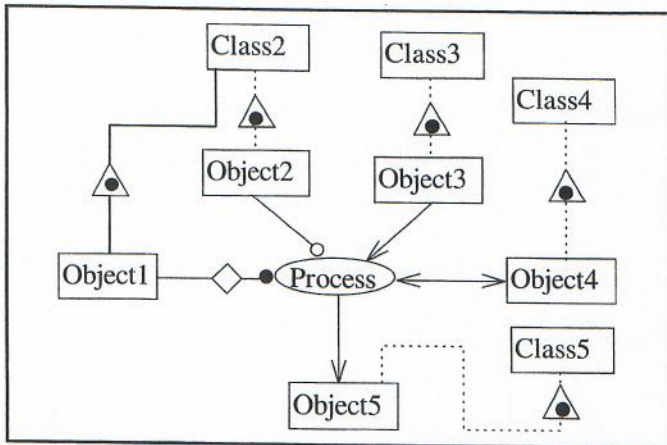 Class2
Class3
Class4
Object2
Object3
Object1
Process
Object4
Class5
Object5